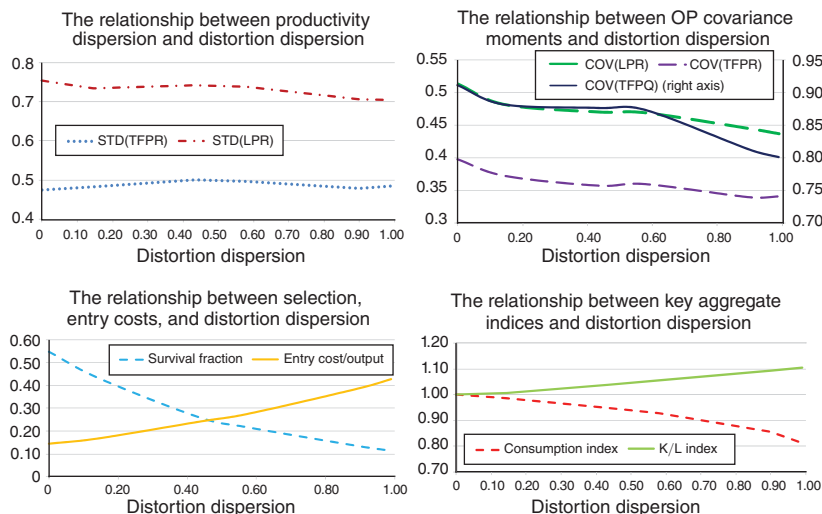 The relationship between productivity
dispersion and distortion dispersion
0.8
0.7
0.6
0.5
0.4
STD(TFPR) STD(LPR)
0 0.10 0.20 0.30 0.40 0.50 0.60 0.70 0.80 0.90 1.00
Distortion dispersion
The relationship between OP covariance
moments and distortion dispersion
0.55
0.5
0.45
0.4
0.35
0.3
COV(LPR) COV(TFPR)
COV(TFPQ) (right axis)
0.95
0.90
0.85
0.80
0.75
0.70
0 0.20 0.40 0.60 0.80 1.00
Distortion dispersion
The relationship between selection,
entry costs, and distortion dispersion
0.60
0.50
0.40
0.30
0.20
0.10
0
Survival fraction Entry cost/output
0 0.20 0.40 0.60 0.80 1.00
Distortion dispersion
The relationship between key aggregate
indices and distortion dispersion
1.20
1.10
1.00
0.90
0.80
0.70
Consumption index K/L index
0 0.10 0.20 0.30 0.40 0.50 0.60 0.70 0.80 0.90 1.00
Distortion dispersion